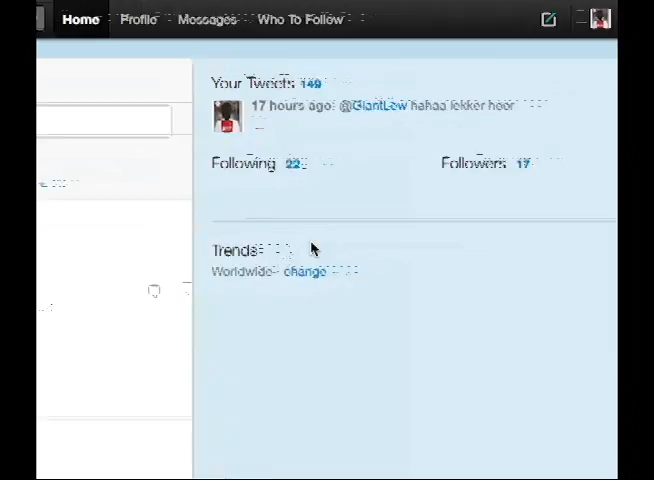 Home Profile Messages Who To Follow
Your Tweets 149
17 hours ago: @GiantLew hahaa lekker heer
Following 22
Followers 17
Trends
Worldwide change